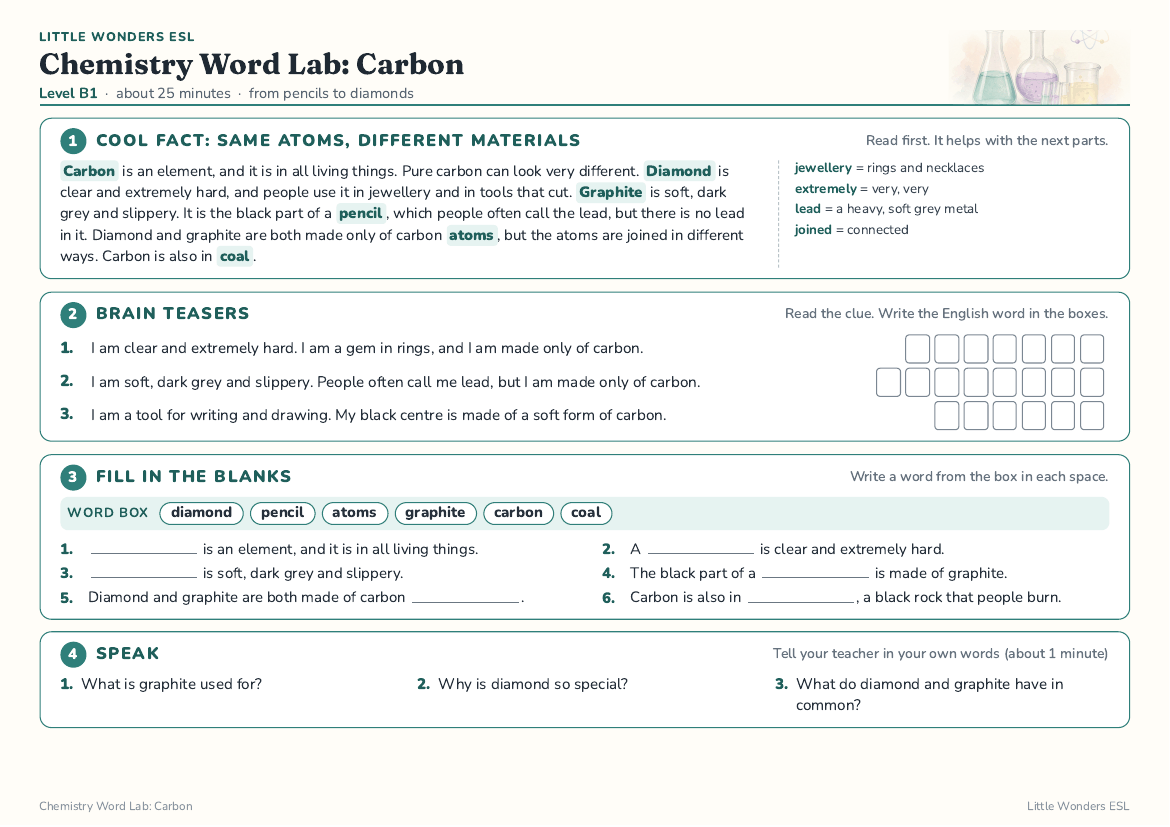 LITTLE WONDERS ESL
Chemistry Word Lab: Carbon
Level B1 · about 25 minutes · from pencils to diamonds
1 COOL FACT: SAME ATOMS, DIFFERENT MATERIALS
Read first. It helps with the next parts.
Carbon is an element, and it is in all living things. Pure carbon can look very different. Diamond is
clear and extremely hard, and people use it in jewellery and in tools that cut. Graphite is soft, dark
grey and slippery. It is the black part of a pencil, which people often call the lead, but there is no lead
in it. Diamond and graphite are both made only of carbon atoms, but the atoms are joined in different
ways. Carbon is also in coal.
jewellery = rings and necklaces
extremely = very, very
lead = a heavy, soft grey metal
joined = connected
2 BRAIN TEASERS
Read the clue. Write the English word in the boxes.
1. I am clear and extremely hard. I am a gem in rings, and I am made only of carbon.
2. I am soft, dark grey and slippery. People often call me lead, but I am made only of carbon.
3. I am a tool for writing and drawing. My black centre is made of a soft form of carbon.
3 FILL IN THE BLANKS
Write a word from the box in each space.
WORD BOX diamond pencil atoms graphite carbon coal
1. ____________ is an element, and it is in all living things.
2. A ____________ is clear and extremely hard.
3. ____________ is soft, dark grey and slippery.
4. The black part of a ____________ is made of graphite.
5. Diamond and graphite are both made of carbon ____________.
6. Carbon is also in ____________, a black rock that people burn.
4 SPEAK
Tell your teacher in your own words (about 1 minute)
1. What is graphite used for?
2. Why is diamond so special?
3. What do diamond and graphite have in
common?
Chemistry Word Lab: Carbon
Little Wonders ESL